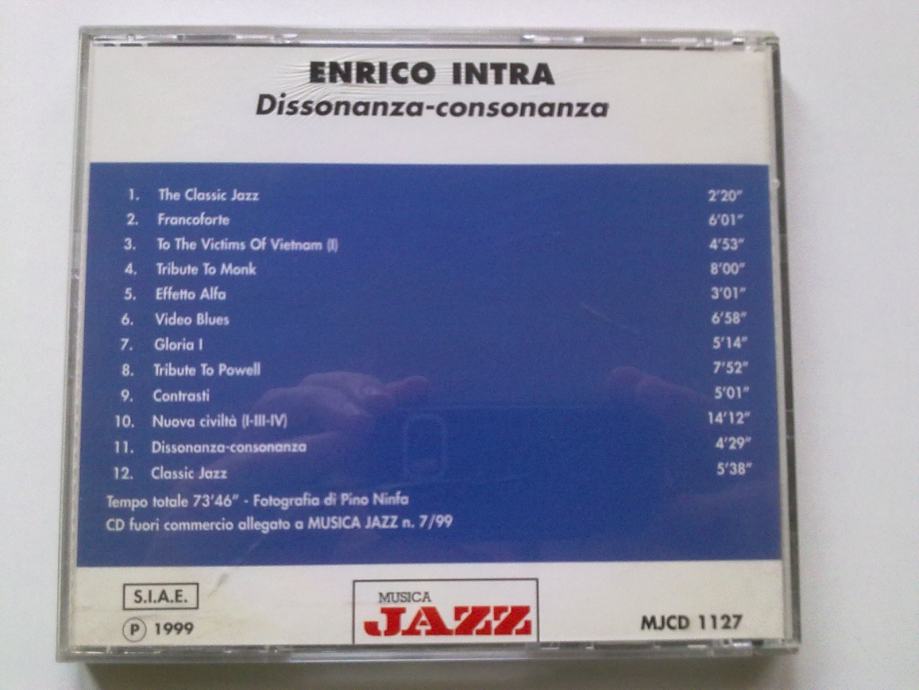 ENRICO INTRA
Dissonanza-consonanza
1. The Classic Jazz 2'20"
2. Francoforte 6'01"
3. To The Victims Of Vietnam (I) 4'53"
4. Tribute To Monk 8'00"
5. Effetto Alfa 3'01"
6. Video Blues 6'58"
7. Gloria I 5'14"
8. Tribute To Powell 7'52"
9. Contrasti 5'01"
10. Nuova civiltà (I-III-IV) 14'12"
11. Dissonanza-consonanza 4'29"
12. Classic Jazz 5'38"
Tempo totale 73'46" - Fotografia di Pino Ninfa
CD fuori commercio allegato a MUSICA JAZZ n. 7/99
S.I.A.E.
MUSICA
JAZZ
Ⓟ 1999
MJCD 1127